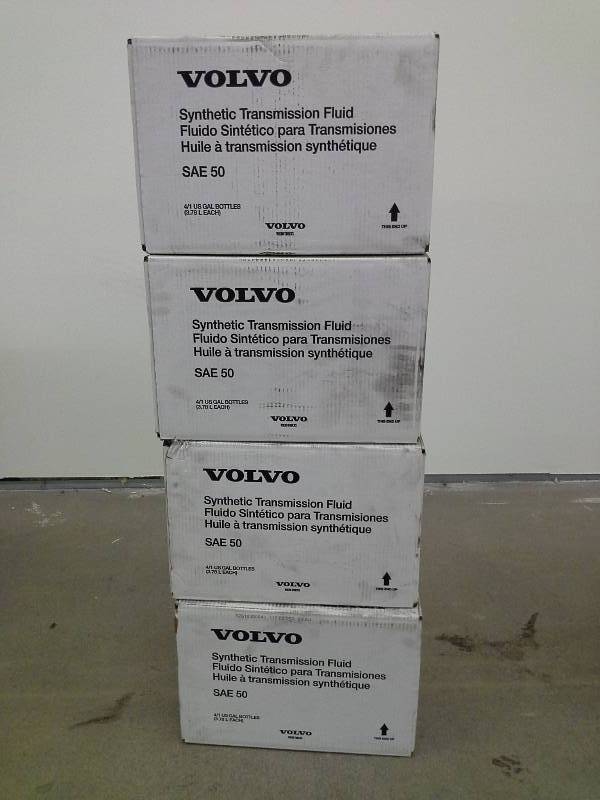 VOLVO
Synthetic Transmission Fluid
Fluido Sintético para Transmisiones
Huile à transmission synthétique
SAE 50
4/1 US GAL BOTTLES
(3.78 L EACH)
VOLVO
THIS END UP
VOLVO
Synthetic Transmission Fluid
Fluido Sintético para Transmisiones
Huile à transmission synthétique
SAE 50
4/1 US GAL BOTTLES
(3.78 L EACH)
VOLVO
THIS END UP
VOLVO
Synthetic Transmission Fluid
Fluido Sintético para Transmisiones
Huile à transmission synthétique
SAE 50
4/1 US GAL BOTTLES
(3.78 L EACH)
VOLVO
THIS END UP
VOLVO
Synthetic Transmission Fluid
Fluido Sintético para Transmisiones
Huile à transmission synthétique
SAE 50
4/1 US GAL BOTTLES
(3.78 L EACH)
VOLVO
THIS END UP